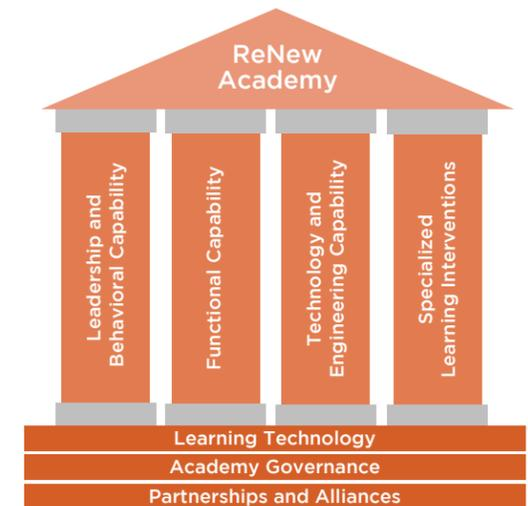 ReNew
Academy
Leadership and
Behavioral Capability
Functional Capability
Technology and
Engineering Capability
Specialized
Learning Interventions
Learning Technology
Academy Governance
Partnerships and Alliances